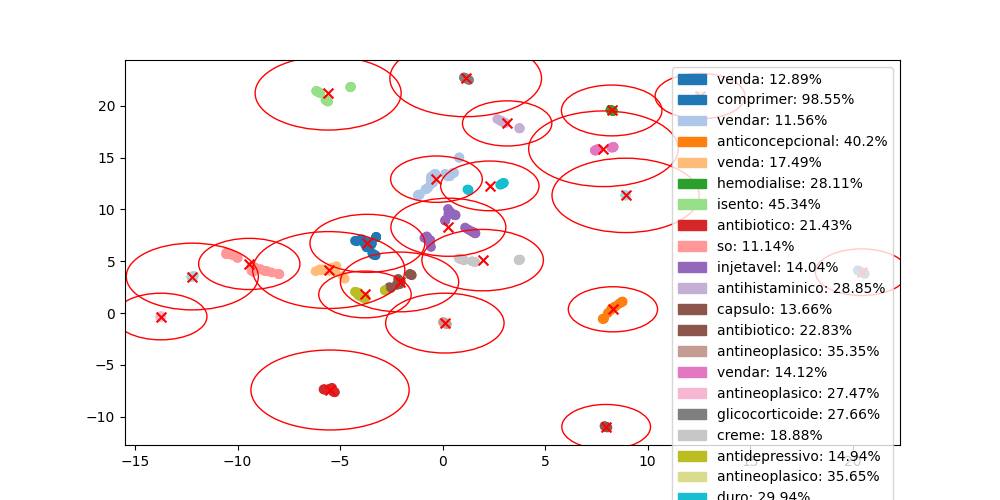 venda: 12.89%
comprimer: 98.55%
vendar: 11.56%
anticoncepcional: 40.2%
venda: 17.49%
hemodialise: 28.11%
isento: 45.34%
antibiotico: 21.43%
so: 11.14%
injetavel: 14.04%
antihistaminico: 28.85%
capsulo: 13.66%
antibiotico: 22.83%
antineoplasico: 35.35%
vendar: 14.12%
antineoplasico: 27.47%
glicocorticoide: 27.66%
creme: 18.88%
antidepressivo: 14.94%
antineoplasico: 35.65%
duro: 29.94%
20
15
10
5
0
−5
−10
−15 −10 −5 0 5 10 15 20